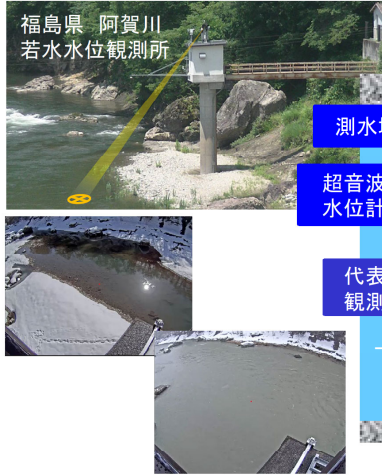 福島県　阿賀川
若水水位観測所
測水
超音波
水位計
代表
観測